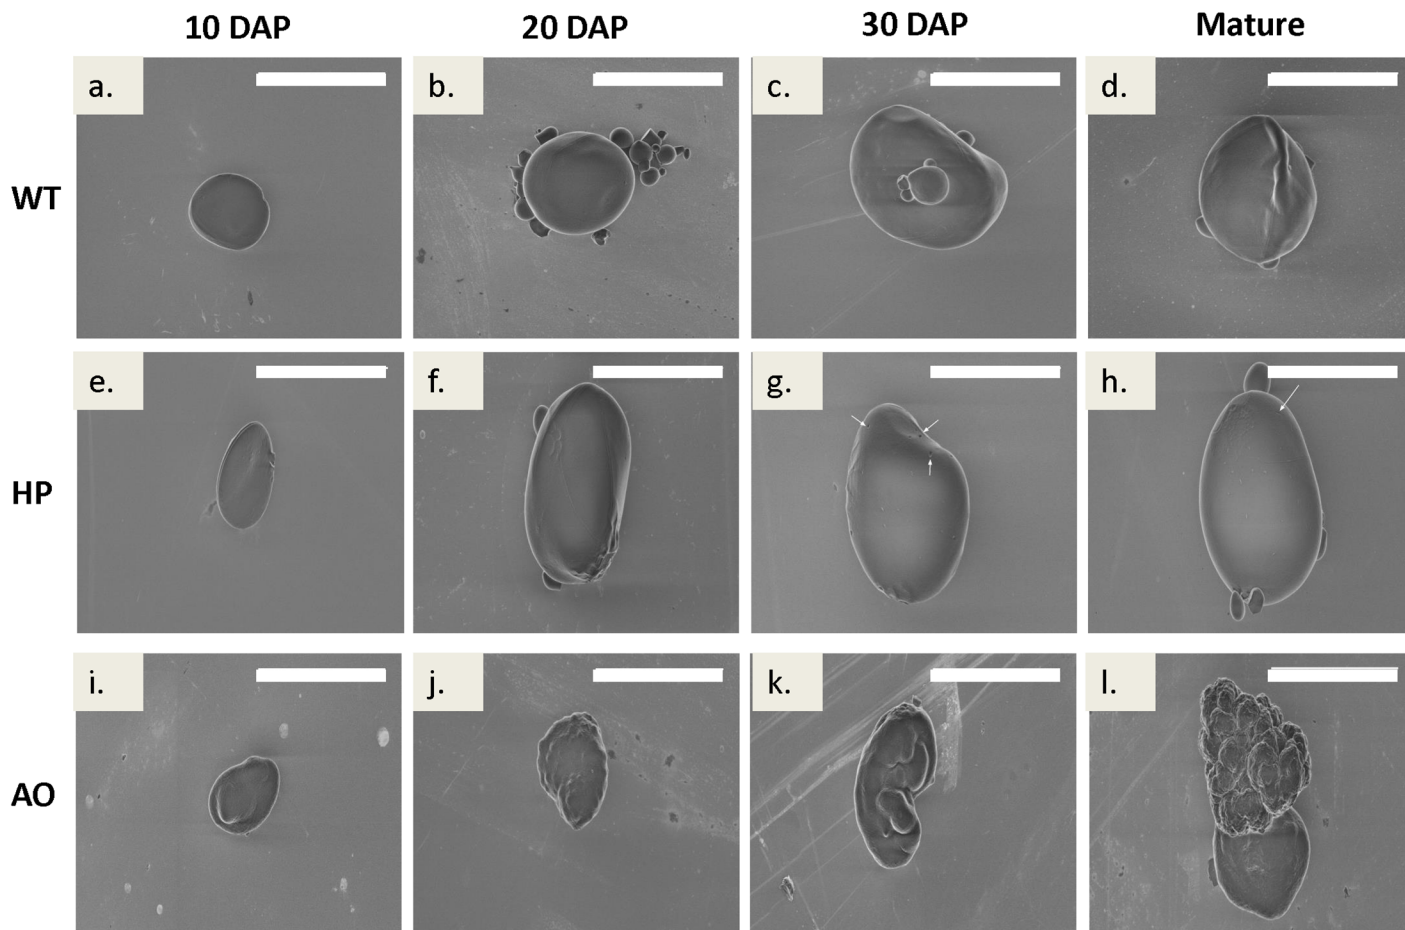 10 DAP 20 DAP 30 DAP Mature
WT a. b. c. d.
HP e. f. g. h.
AO i. j. k. l.